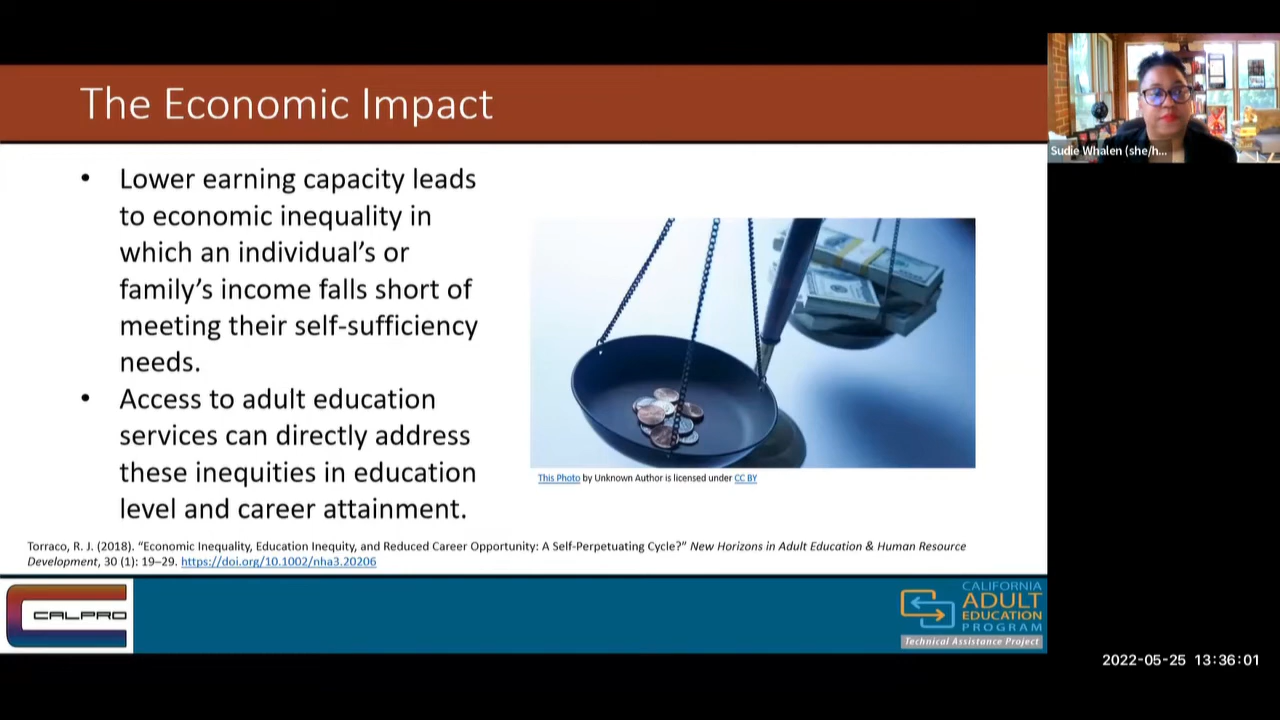 The Economic Impact
• Lower earning capacity leads
to economic inequality in
which an individual’s or
family’s income falls short of
meeting their self-sufficiency
needs.
• Access to adult education
services can directly address
these inequities in education
level and career attainment.
This Photo by Unknown Author is licensed under CC BY
Torraco, R. J. (2018). “Economic Inequality, Education Inequity, and Reduced Career Opportunity: A Self-Perpetuating Cycle?” New Horizons in Adult Education & Human Resource
Development, 30 (1): 19–29. https://doi.org/10.1002/nha3.20206
CALPRO
CALIFORNIA
ADULT
EDUCATION
PROGRAM
Technical Assistance Project
Sudie Whalen (she/h...
2022-05-25 13:36:01